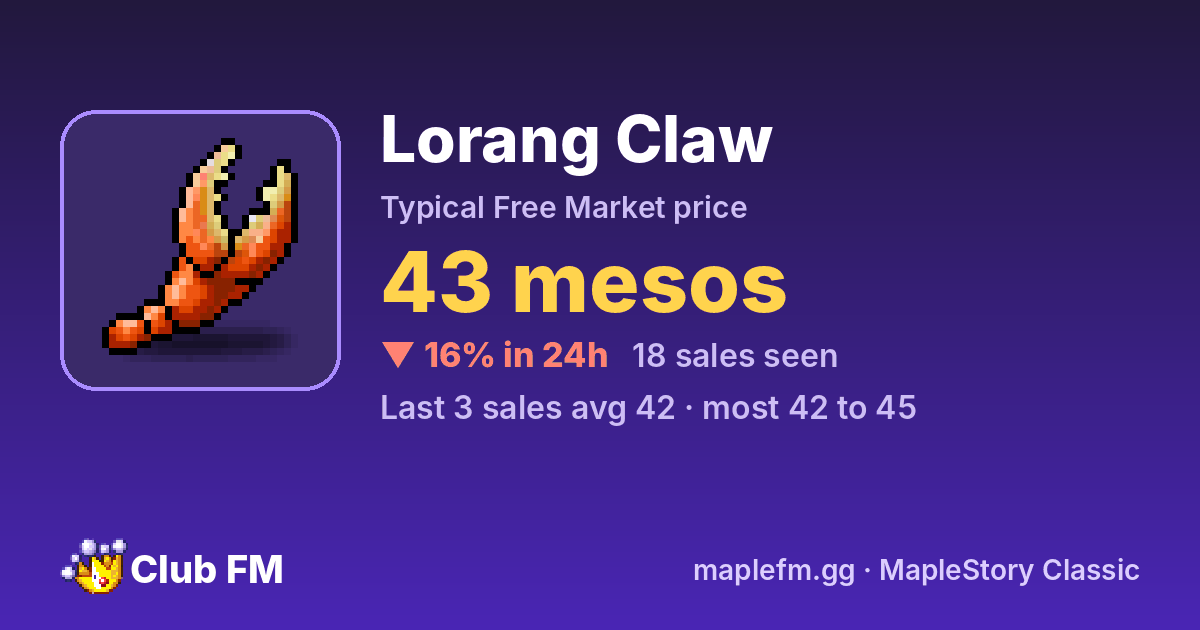 Lorang Claw
Typical Free Market price
43 mesos
▼ 16% in 24h 18 sales seen
Last 3 sales avg 42 · most 42 to 45
Club FM
maplefm.gg · MapleStory Classic